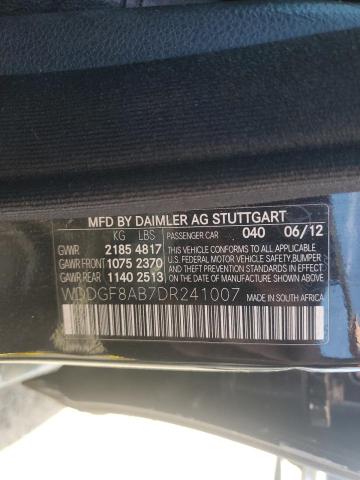 MFD BY DAIMLER AG STUTTGART
KG LBS PASSENGER CAR 040 06/12
GVWR 2185 4817
GAWR FRONT 1075 2370
GAWR REAR 1140 2513
THIS VEHICLE CONFORMS TO ALL APPLICABLE
U.S. FEDERAL MOTOR VEHICLE SAFETY, BUMPER,
AND THEFT PREVENTION STANDARDS IN EFFECT ON THE
DATE OF MANUFACTURE SHOWN ABOVE.
WDDGF8AB7DR241007
MADE IN SOUTH AFRICA